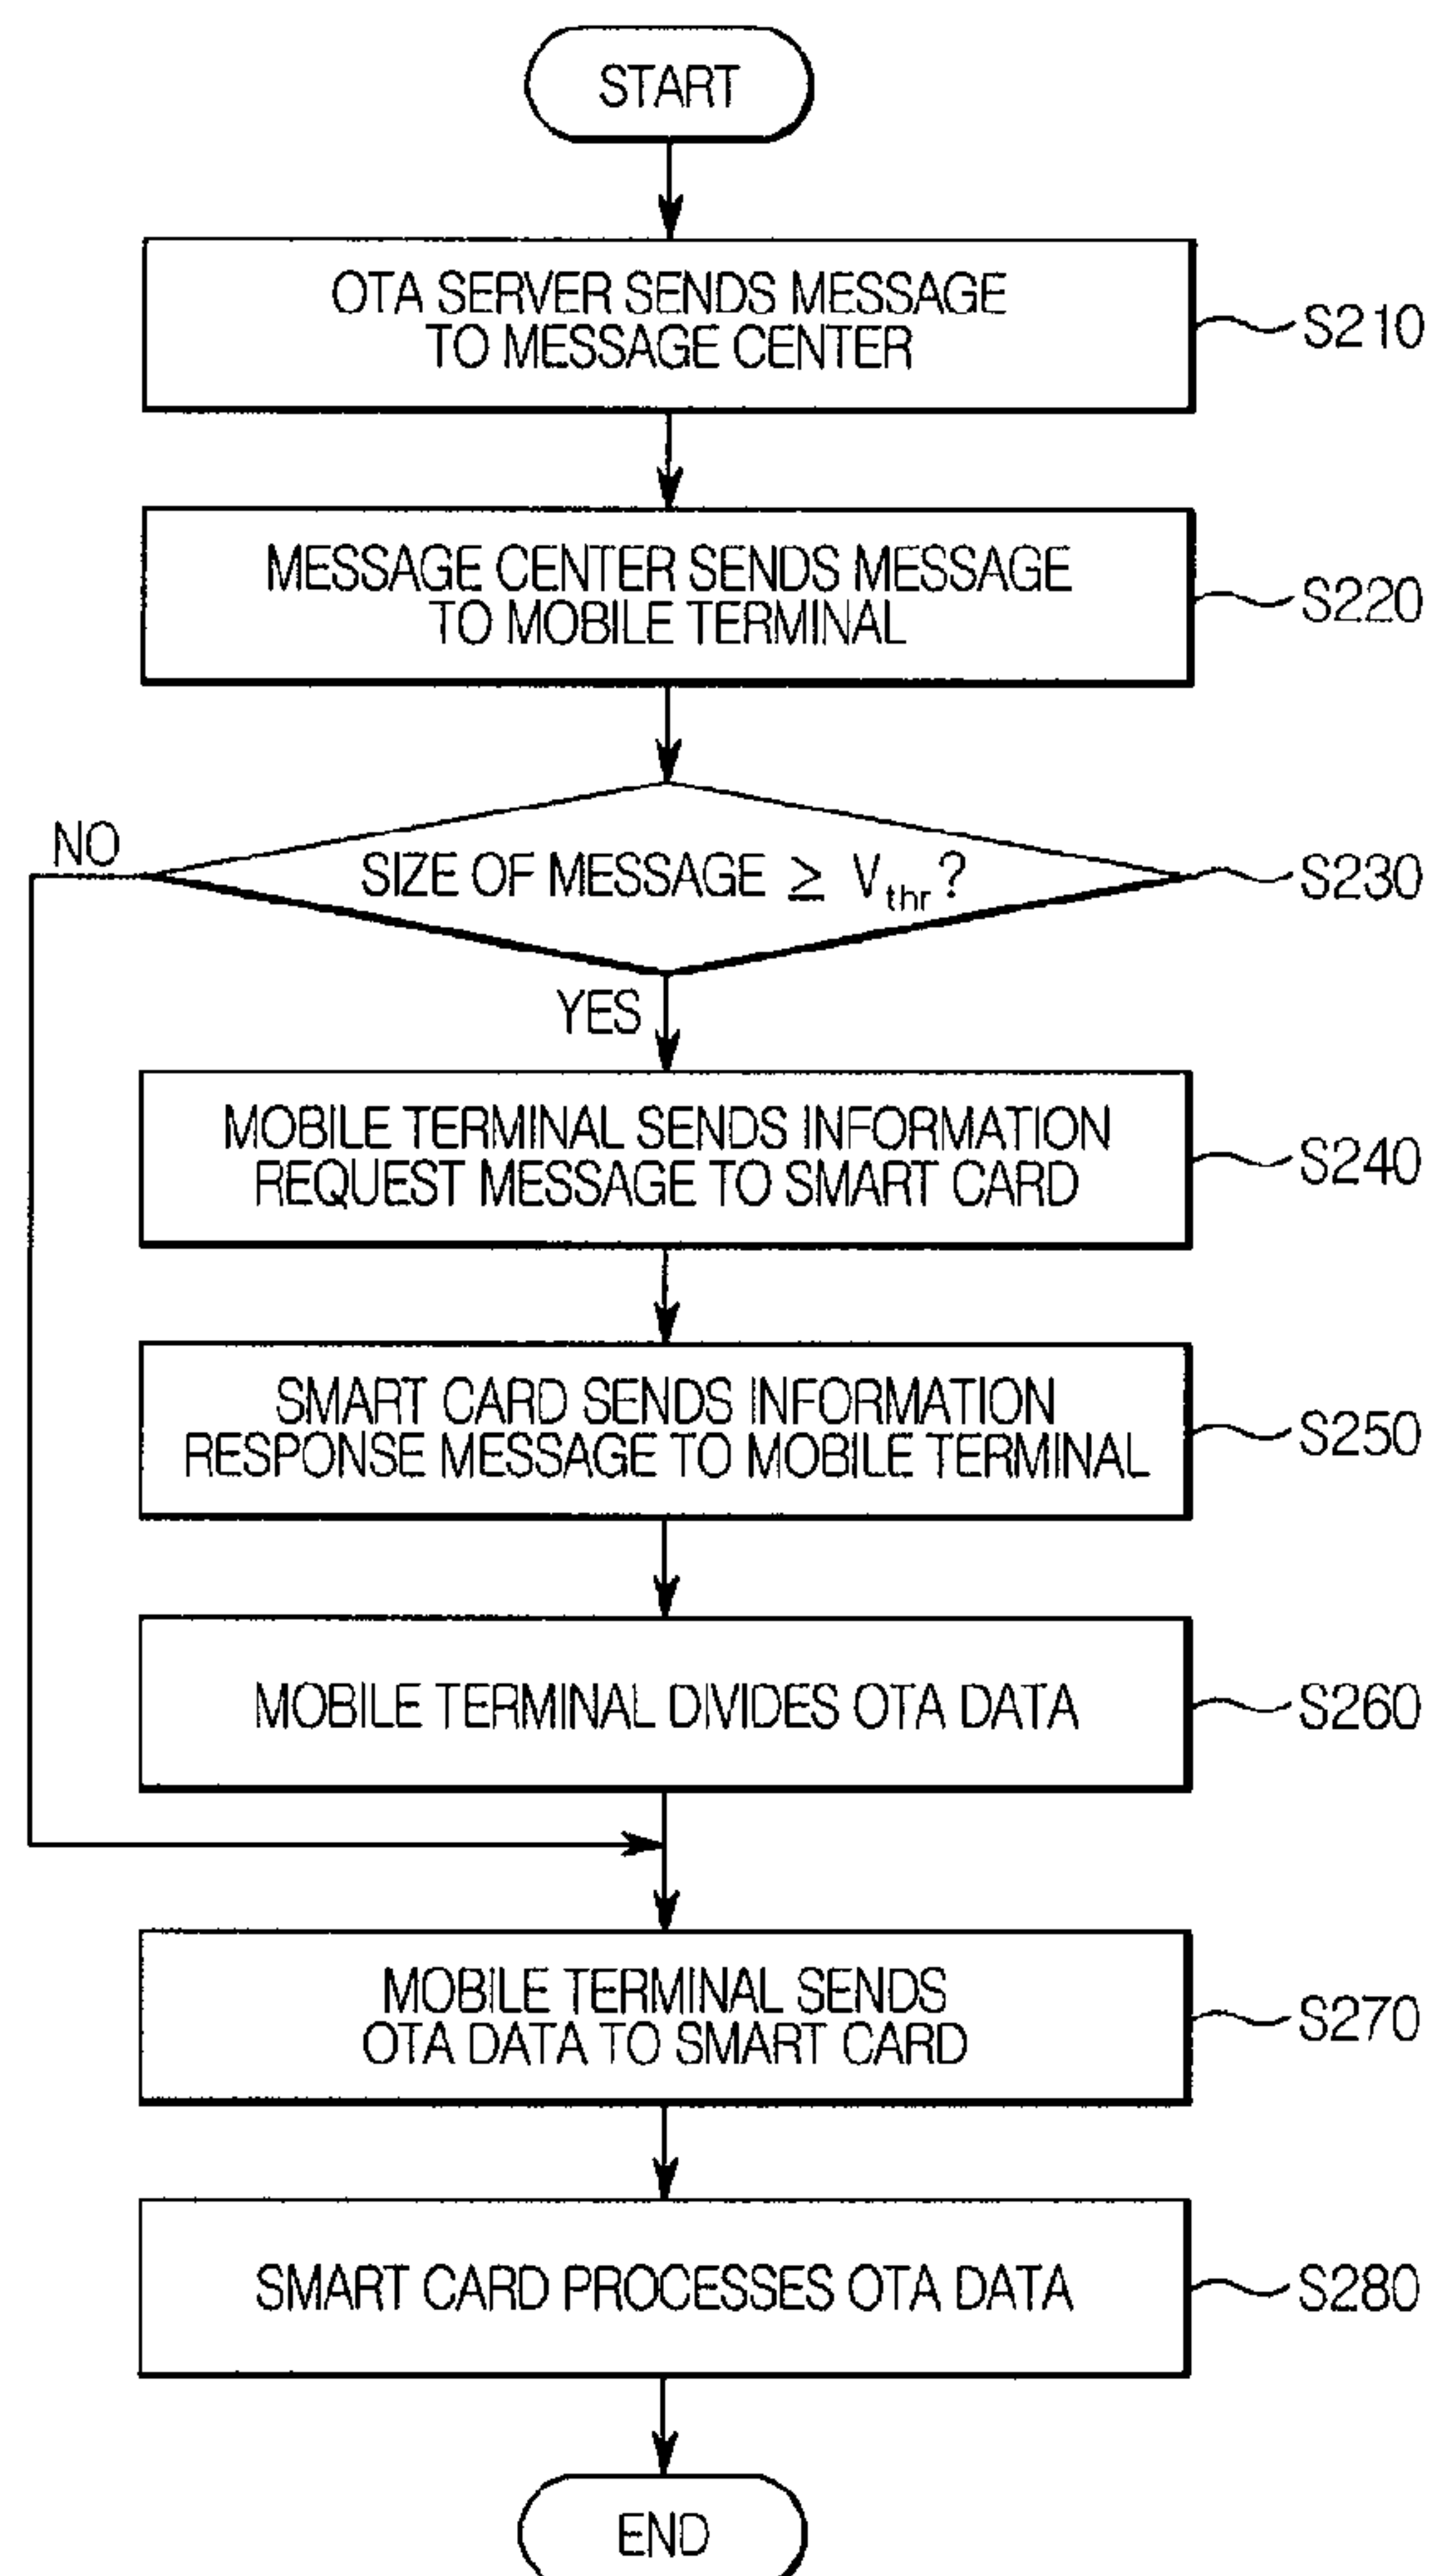 START
OTA SERVER SENDS MESSAGE
TO MESSAGE CENTER
S210
MESSAGE CENTER SENDS MESSAGE
TO MOBILE TERMINAL
S220
NO
SIZE OF MESSAGE ≥ Vthr ?
S230
YES
MOBILE TERMINAL SENDS INFORMATION
REQUEST MESSAGE TO SMART CARD
S240
SMART CARD SENDS INFORMATION
RESPONSE MESSAGE TO MOBILE TERMINAL
S250
MOBILE TERMINAL DIVIDES OTA DATA
S260
MOBILE TERMINAL SENDS
OTA DATA TO SMART CARD
S270
SMART CARD PROCESSES OTA DATA
S280
END